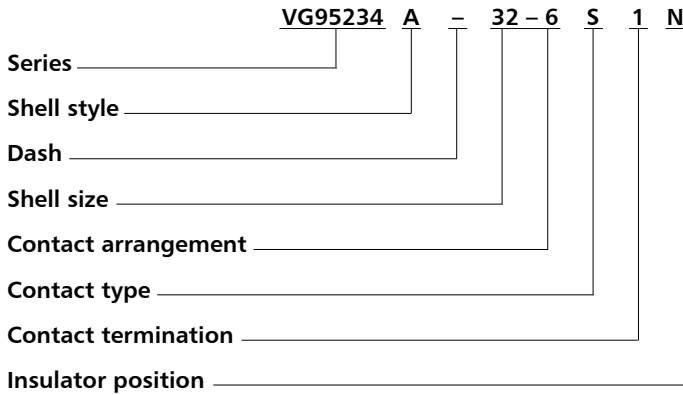 VG95234 A – 32 – 6 S 1 N
Series
Shell style
Dash
Shell size
Contact arrangement
Contact type
Contact termination
Insulator position